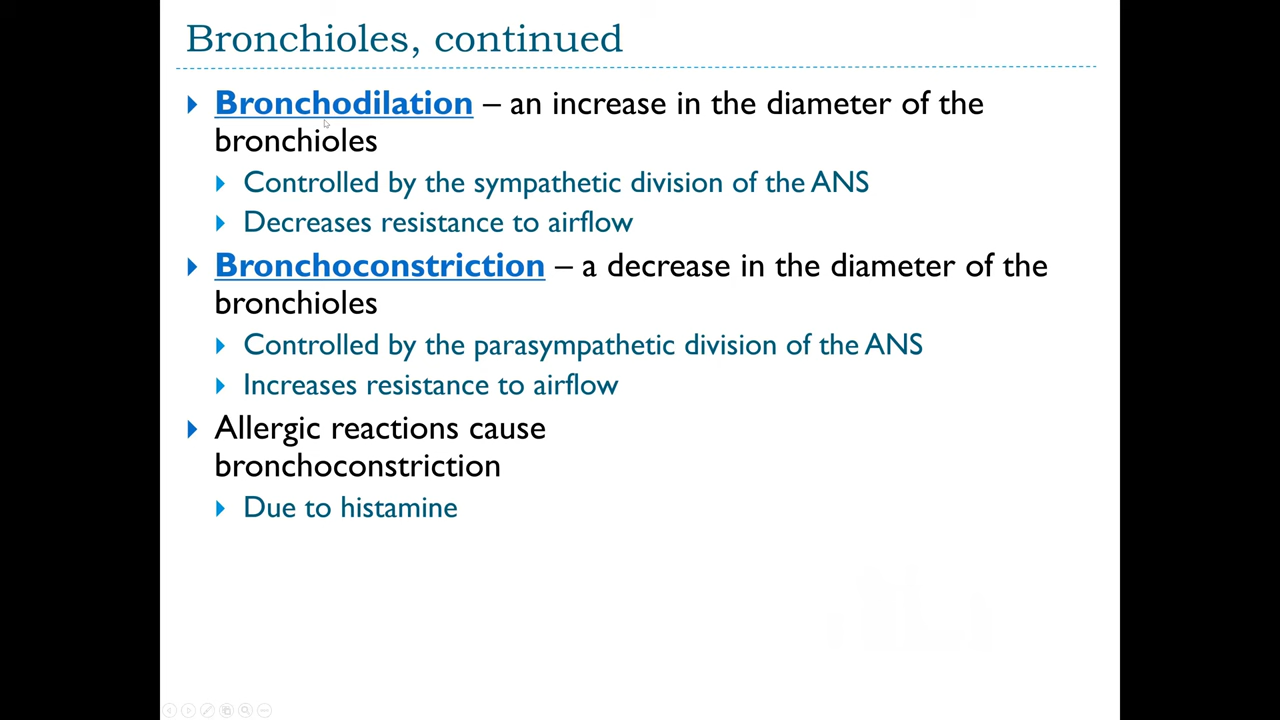 Bronchioles, continued
Bronchodilation – an increase in the diameter of the
bronchioles
Controlled by the sympathetic division of the ANS
Decreases resistance to airflow
Bronchoconstriction – a decrease in the diameter of the
bronchioles
Controlled by the parasympathetic division of the ANS
Increases resistance to airflow
Allergic reactions cause
bronchoconstriction
Due to histamine